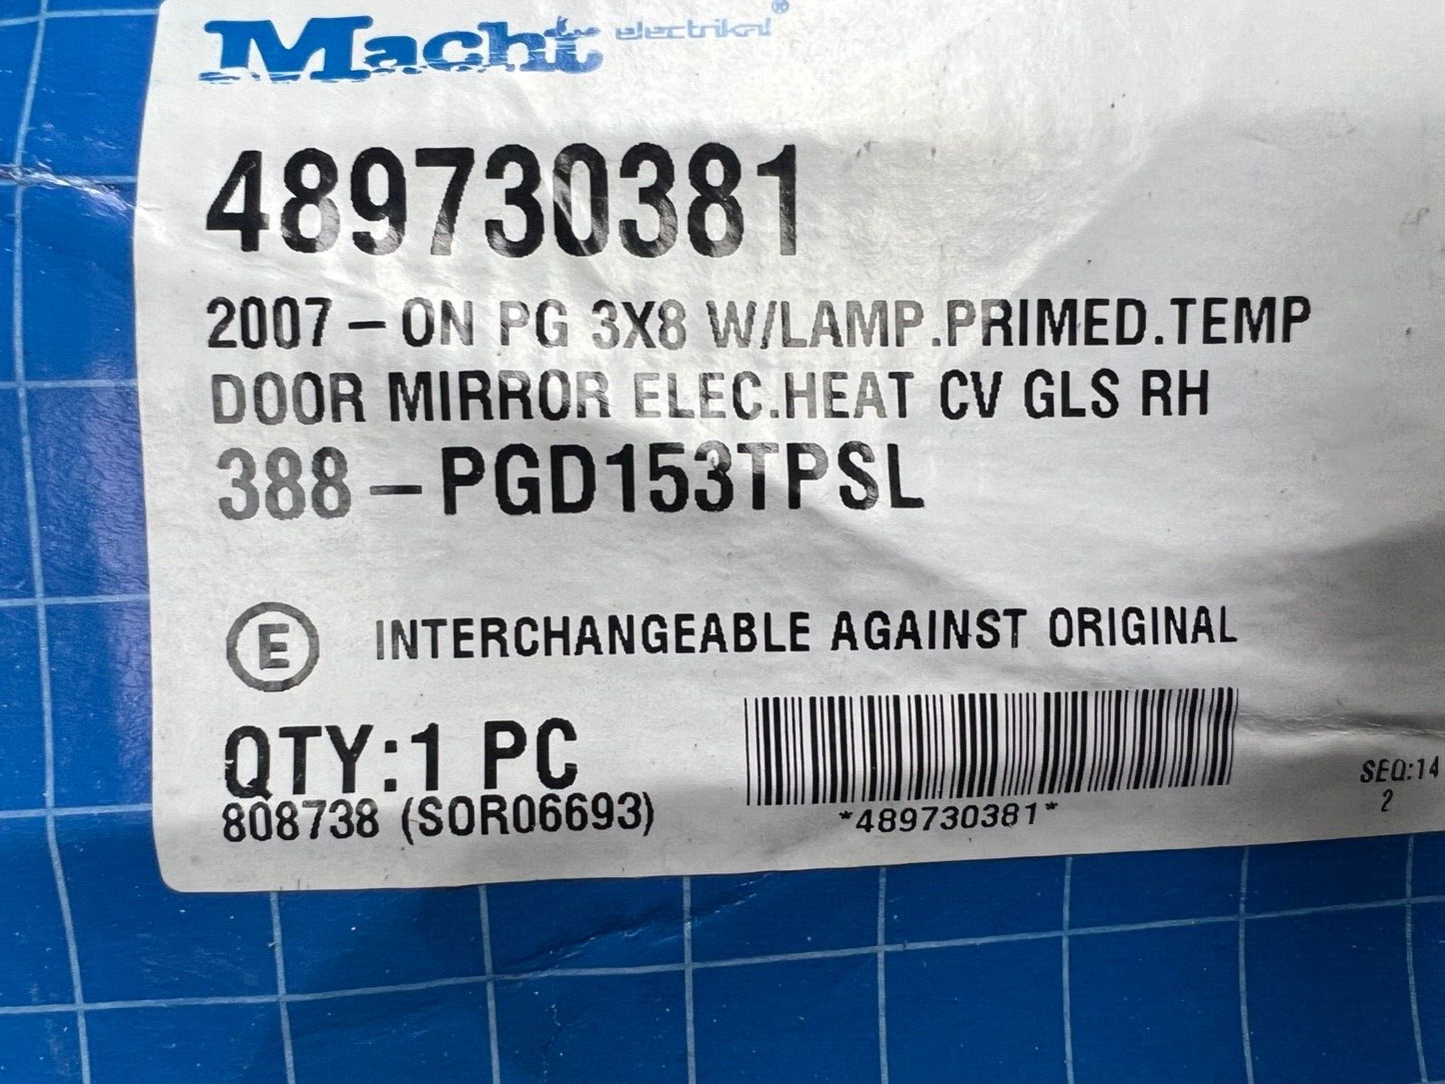 Macht electrikal®
489730381
2007-ON PG 3X8 W/LAMP.PRIMED.TEMP
DOOR MIRROR ELEC.HEAT CV GLS RH
388-PGD153TPSL
E INTERCHANGEABLE AGAINST ORIGINAL
QTY:1 PC
808738 (SOR06693)
*489730381*
SEQ:14
2